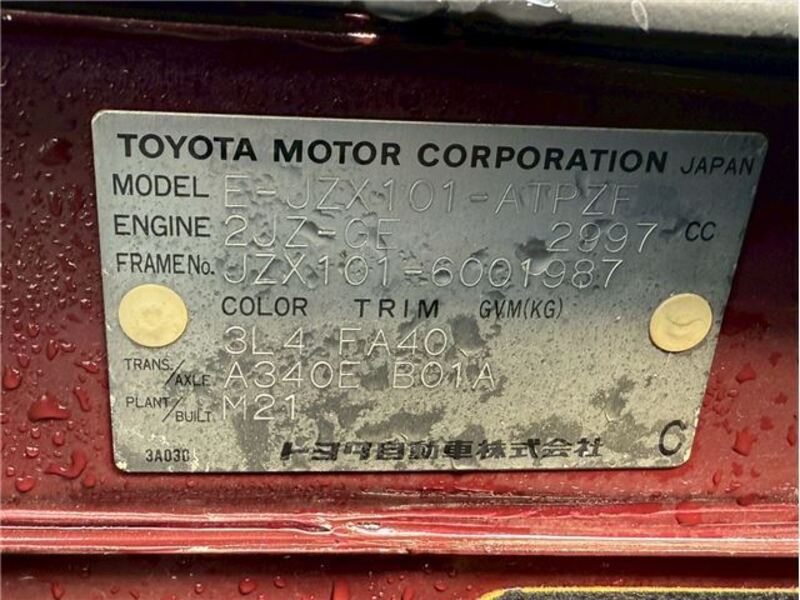 TOYOTA MOTOR CORPORATION JAPAN
MODEL E-JZX101-ATPZF
ENGINE 2JZ-GE 2997 CC
FRAME No. JZX101-6001987
COLOR TRIM GVM(KG)
3L4 FA40
TRANS./AXLE A340E B01A
PLANT/BUILT M21
3A030 トヨタ自動車株式会社 C